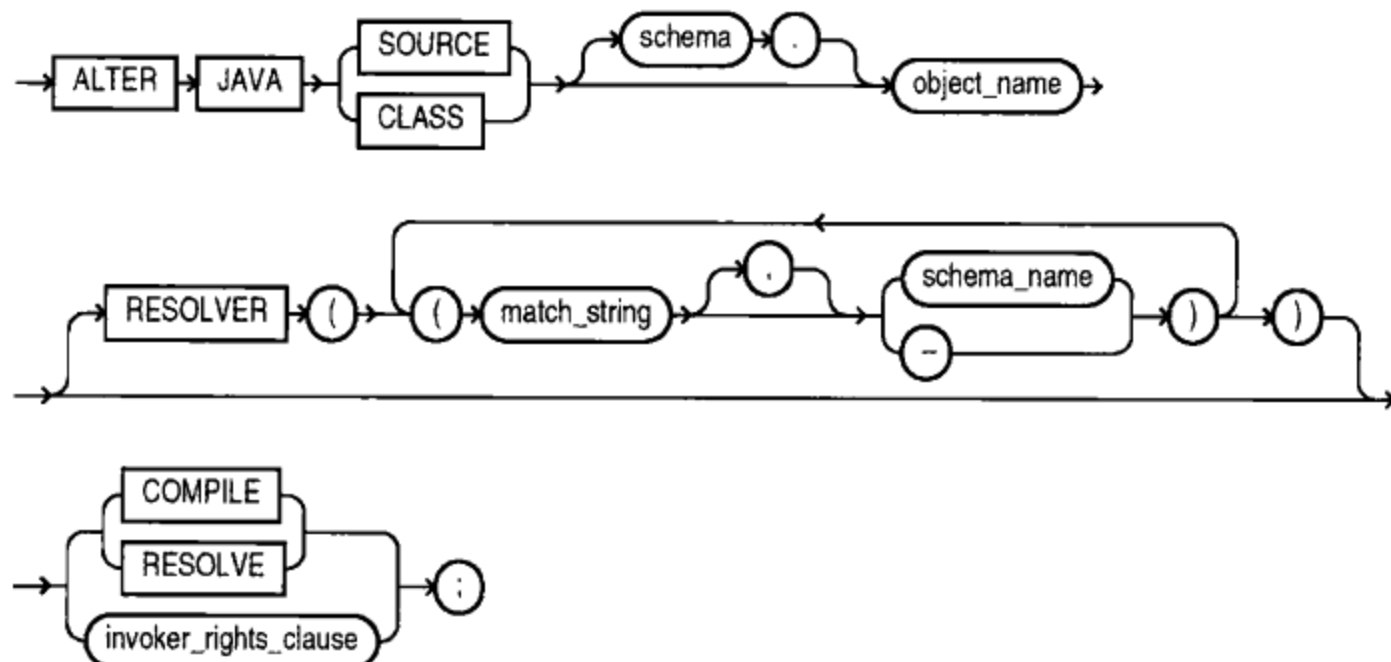 ALTER JAVA SOURCE schema . object_name
CLASS
RESOLVER ( ( match_string , schema_name ) )
-
COMPILE
RESOLVE
invoker_rights_clause ;